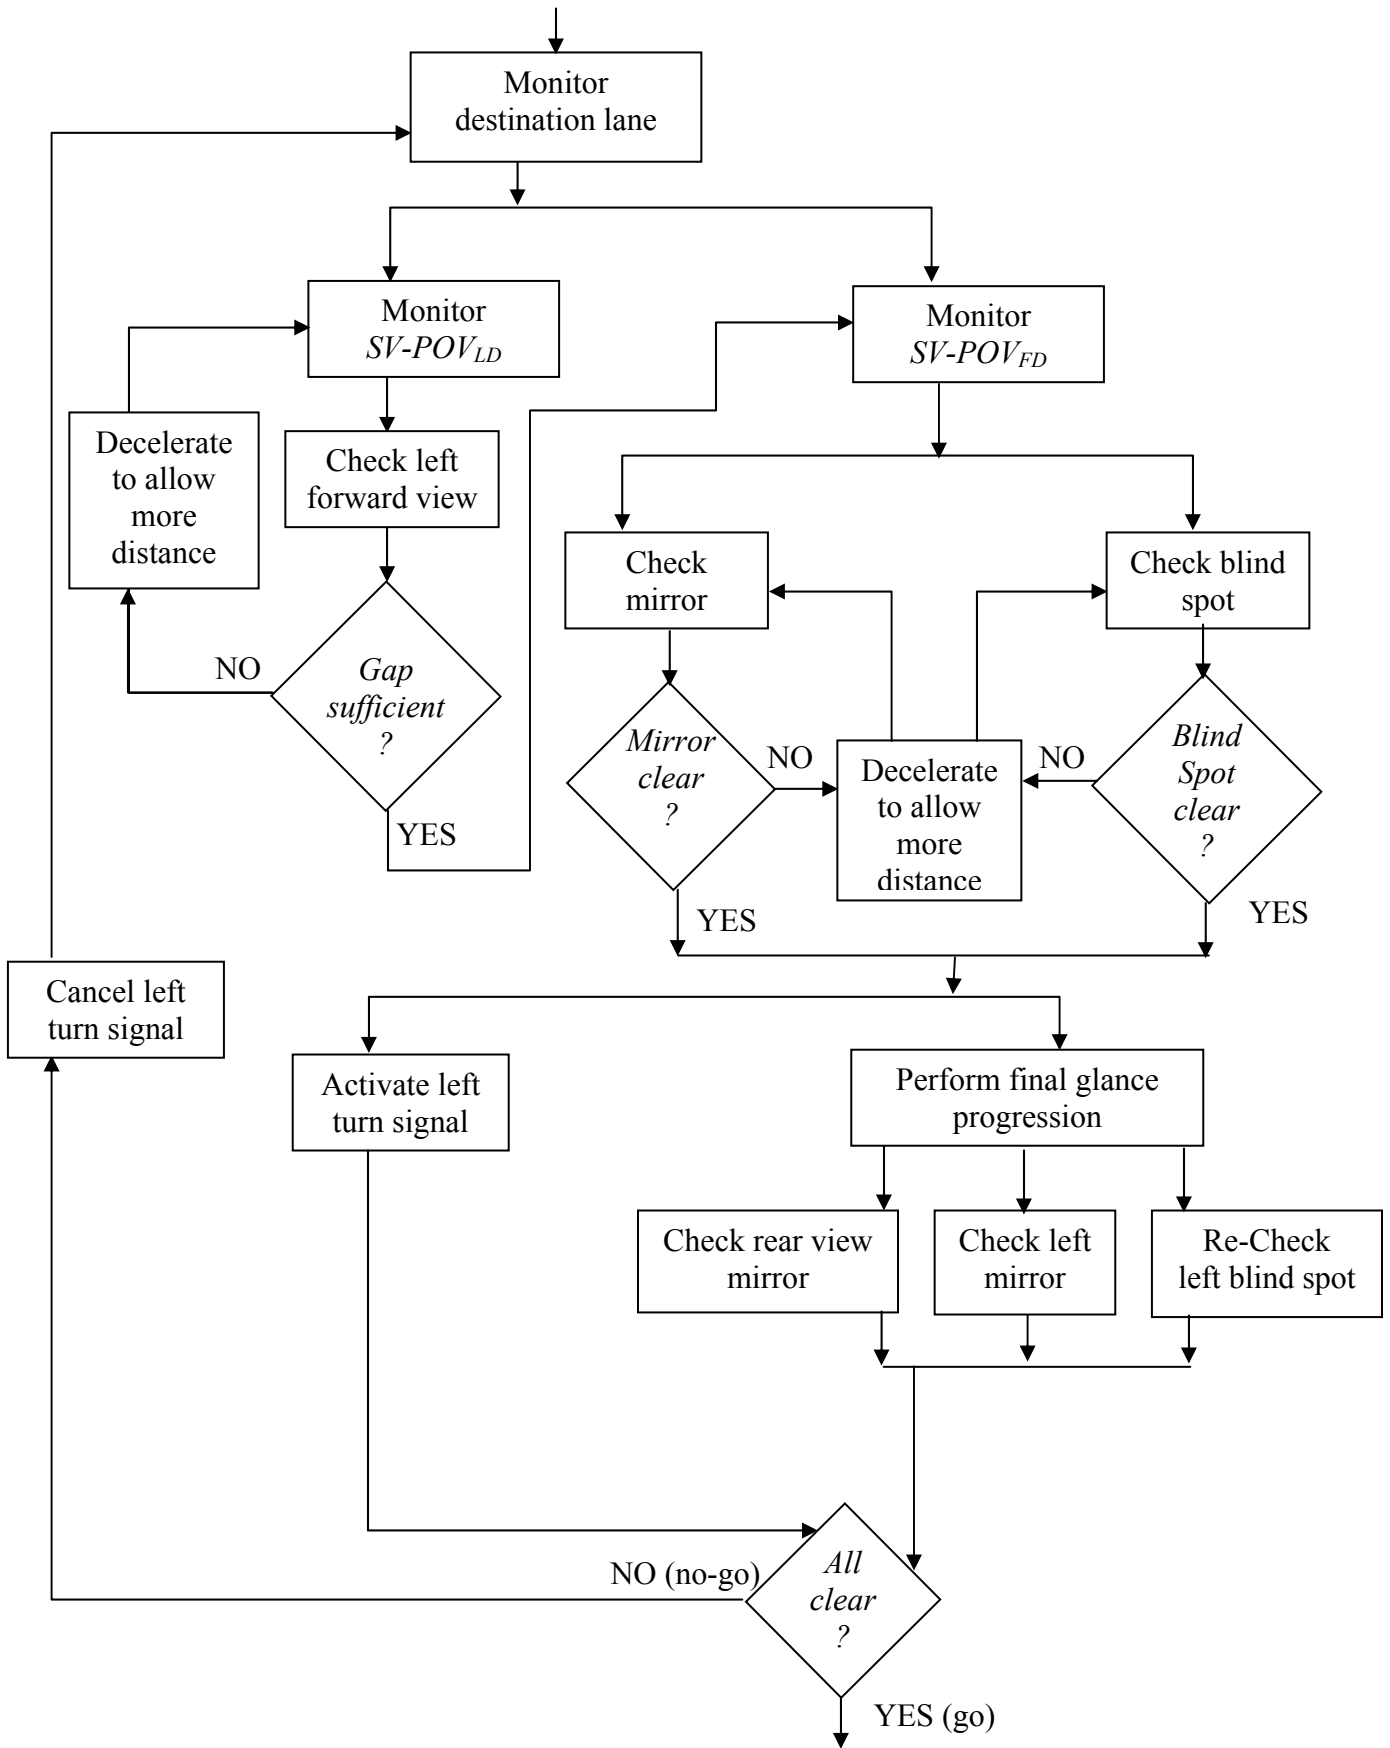 Monitor
destination lane
Monitor
SV-POV_LD
Monitor
SV-POV_FD
Decelerate
to allow
more
distance
Check left
forward view
Check
mirror
Check blind
spot
NO
Gap
sufficient
?
YES
Mirror
clear
?
NO
Decelerate
to allow
more
distance
NO
Blind
Spot
clear
?
YES
YES
Cancel left
turn signal
Activate left
turn signal
Perform final glance
progression
Check rear view
mirror
Check left
mirror
Re-Check
left blind spot
NO (no-go)
All
clear
?
YES (go)